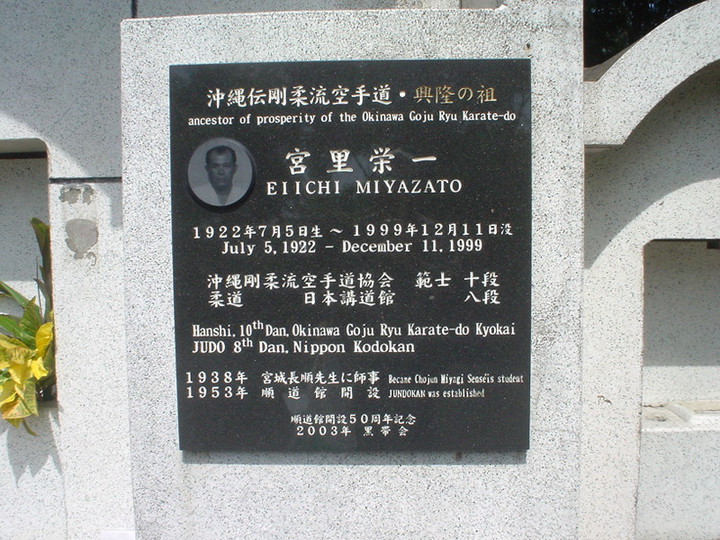 沖縄伝剛柔流空手道・興隆の祖
ancestor of prosperity of the Okinawa Goju Ryu Karate-do
宮里栄一
EIICHI MIYAZATO
1922年7月5日生 ～ 1999年12月11日没
July 5, 1922 - December 11, 1999
沖縄剛柔流空手道協会 範士 十段
柔道 日本講道館 八段
Hanshi, 10th Dan, Okinawa Goju Ryu Karate-do Kyokai
JUDO 8th Dan, Nippon Kodokan
1938年 宮城長順先生に師事 Became Chojun Miyagi Senseis student
1953年 順道館開設 JUNDOKAN was established
順道館開設50周年記念
2003年 黒帯会